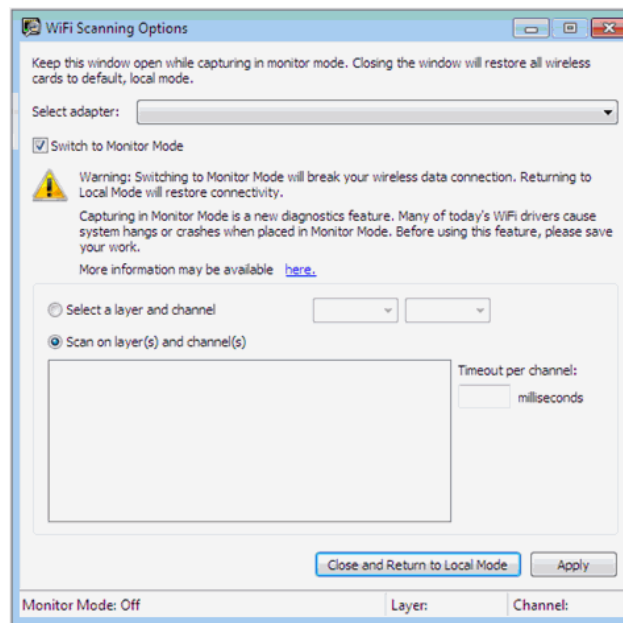 WiFi Scanning Options
Keep this window open while capturing in monitor mode. Closing the window will restore all wireless
cards to default, local mode.
Select adapter:
Switch to Monitor Mode
Warning: Switching to Monitor Mode will break your wireless data connection. Returning to
Local Mode will restore connectivity.
Capturing in Monitor Mode is a new diagnostics feature. Many of today's WiFi drivers cause
system hangs or crashes when placed in Monitor Mode. Before using this feature, please save
your work.
More information may be available here.
Select a layer and channel
Scan on layer(s) and channel(s)
Timeout per channel:
milliseconds
Close and Return to Local Mode Apply
Monitor Mode: Off Layer: Channel: